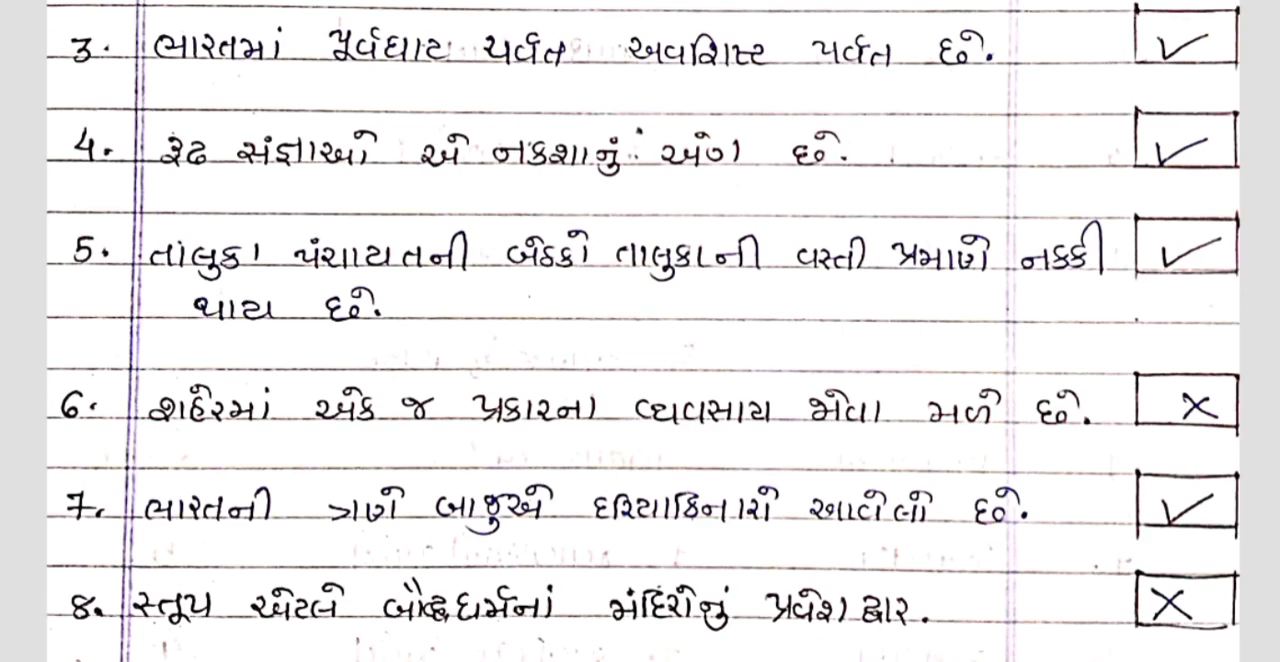 3. ભારતમાં પૂર્વઘાટ પર્વત અવશિષ્ટ પર્વત છે. ✓
4. રૂઢ સંજ્ઞાઓ એ નકશાનું અંગ છે. ✓
5. તાલુકા પંચાયતની બેઠકો તાલુકાની વસ્તી પ્રમાણે નક્કી ✓
થાય છે.
6. શહેરમાં એક જ પ્રકારના વ્યવસાય જોવા મળે છે. ×
7. ભારતની ત્રણે બાજુએ દરિયાકિનારો આવેલો છે. ✓
8. સ્તૂપ એટલે બૌદ્ધધર્મનાં મંદિરોનું પ્રવેશદ્વાર. ×